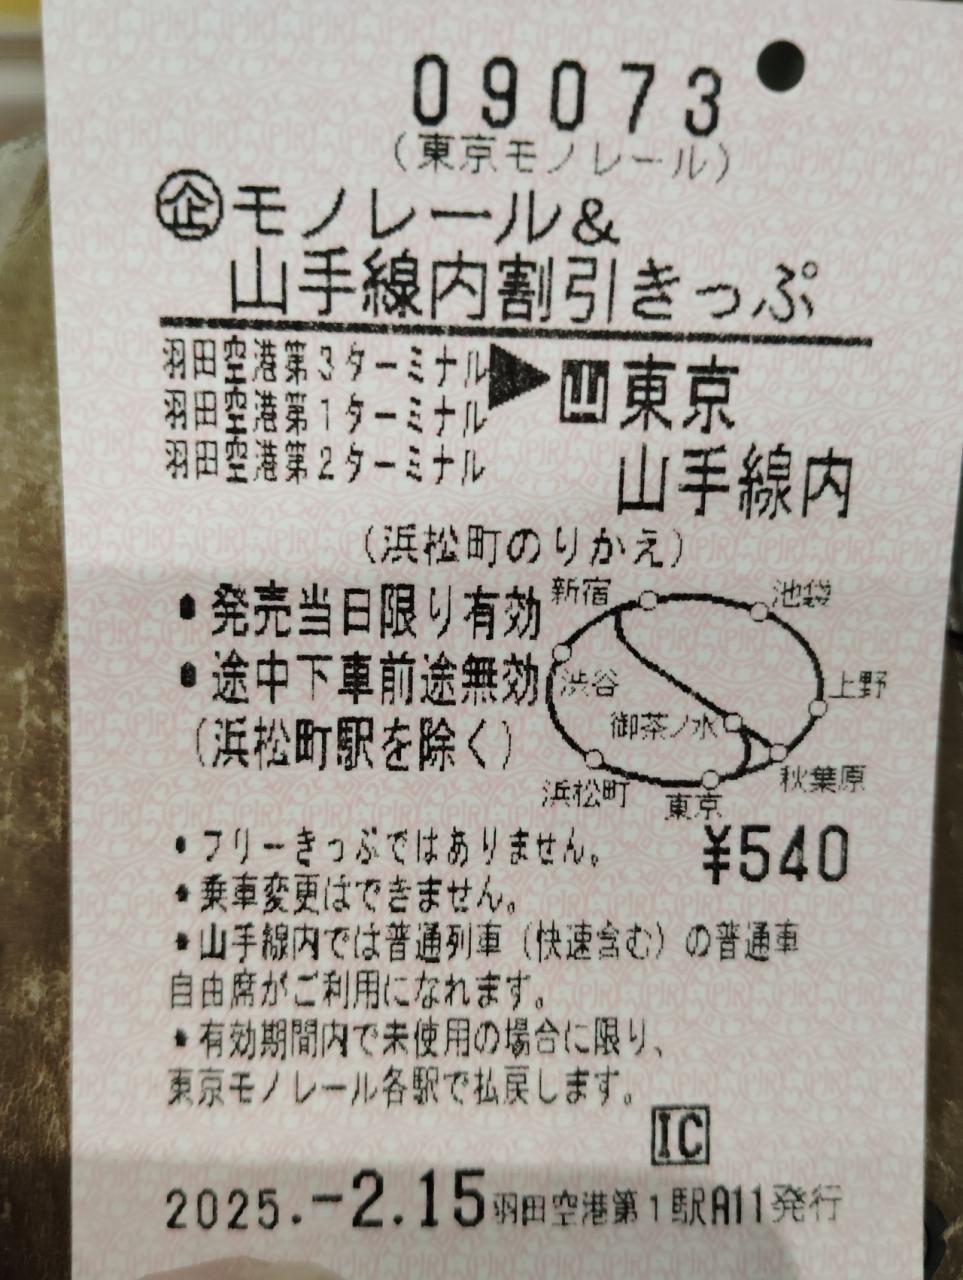 09073
（東京モノレール）
㊭モノレール＆
山手線内割引きっぷ
羽田空港第3ターミナル
羽田空港第1ターミナル
羽田空港第2ターミナル
▶
山 東京
山手線内
（浜松町のりかえ）
・発売当日限り有効
・途中下車前途無効
（浜松町駅を除く）
新宿
池袋
渋谷
上野
御茶ノ水
秋葉原
浜松町
東京
・フリーきっぷではありません。
¥540
・乗車変更はできません。
・山手線内では普通列車（快速含む）の普通車
自由席がご利用になれます。
・有効期間内で未使用の場合に限り、
東京モノレール各駅で払戻します。
IC
2025.-2.15羽田空港第1駅A11発行